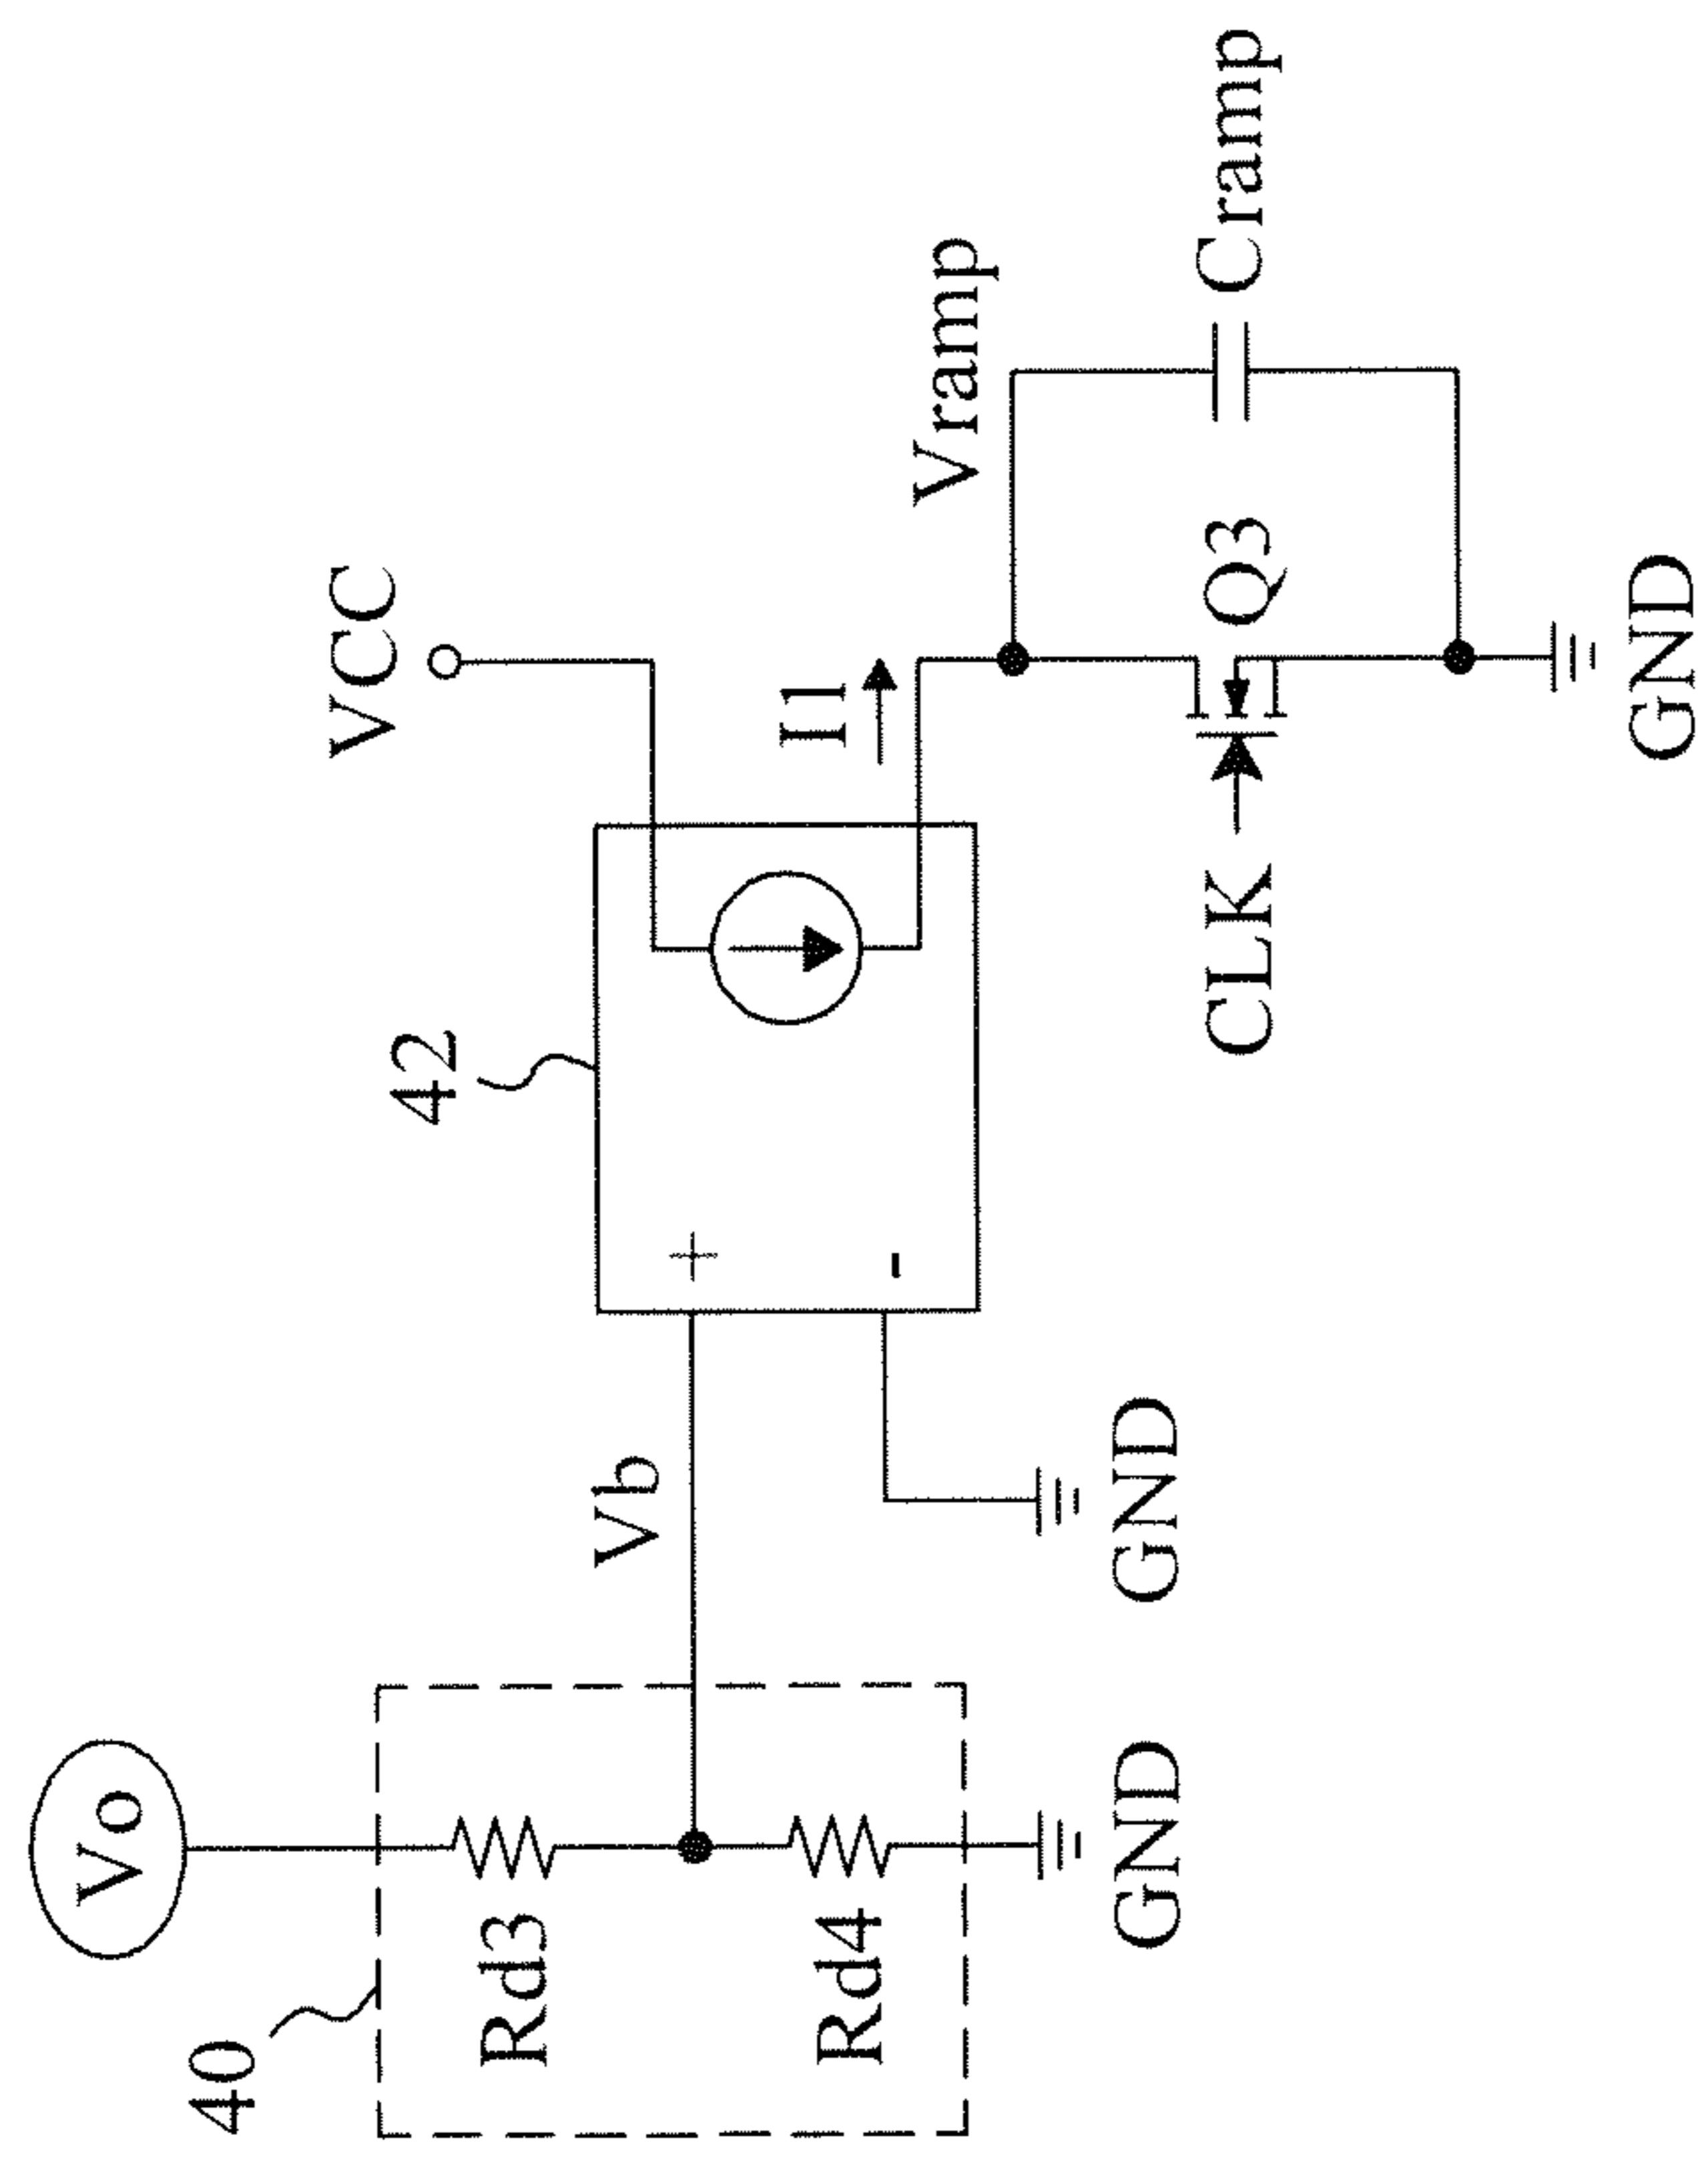 Vo
40
Rd3
Rd4
GND
Vb
GND
42
+
-
VCC
I1
Vramp
CLK
Q3
Cramp
GND